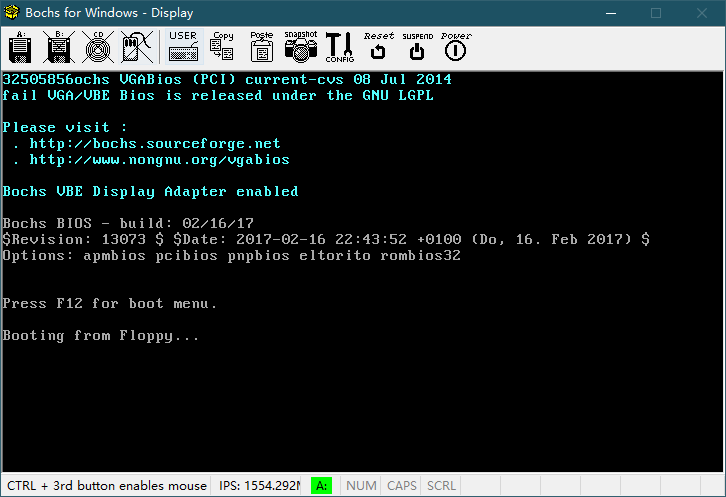 Bochs for Windows - Display
A: B: CD USER Copy Paste snapshot CONFIG Reset SUSPEND Power
32505856ochs VGABios (PCI) current-cvs 08 Jul 2014
fail VGA/VBE Bios is released under the GNU LGPL
Please visit :
. http://bochs.sourceforge.net
. http://www.nongnu.org/vgabios
Bochs VBE Display Adapter enabled
Bochs BIOS - build: 02/16/17
$Revision: 13073 $ $Date: 2017-02-16 22:43:52 +0100 (Do, 16. Feb 2017) $
Options: apmbios pcibios pnpbios eltorito rombios32
Press F12 for boot menu.
Booting from Floppy...
CTRL + 3rd button enables mouse IPS: 1554.292M A: NUM CAPS SCRL